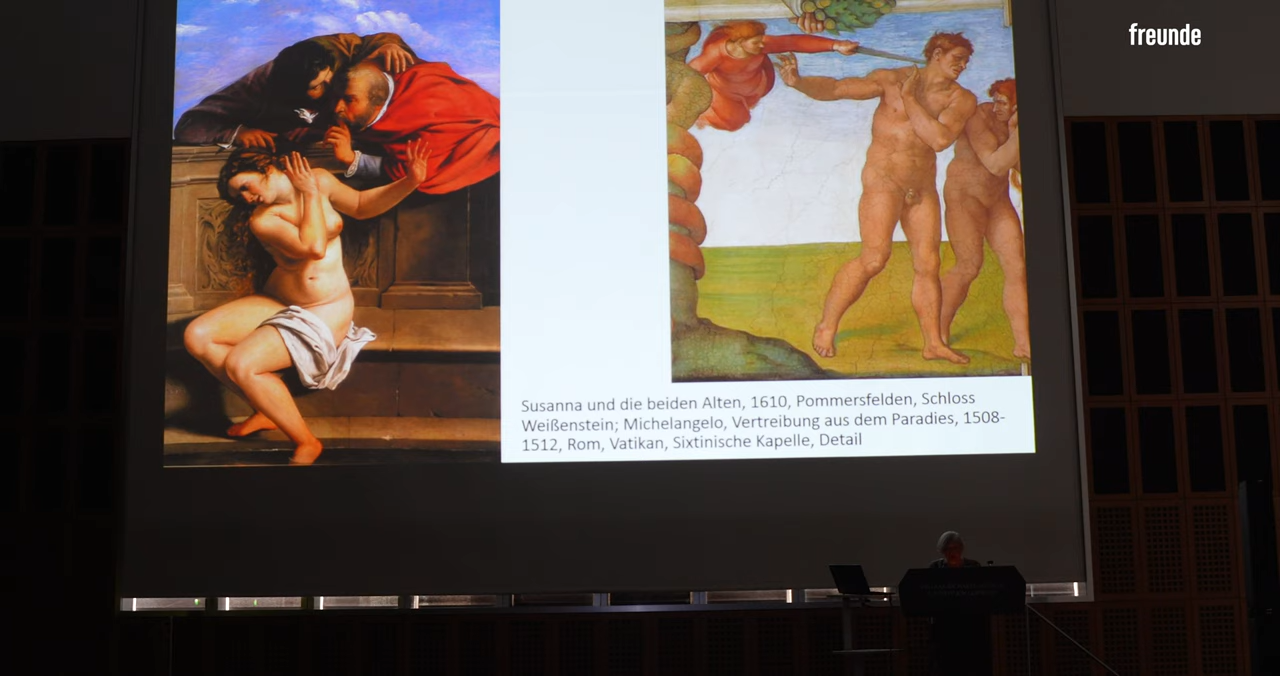 freunde
Susanna und die beiden Alten, 1610, Pommersfelden, Schloss
Weißenstein; Michelangelo, Vertreibung aus dem Paradies, 1508-
1512, Rom, Vatikan, Sixtinische Kapelle, Detail